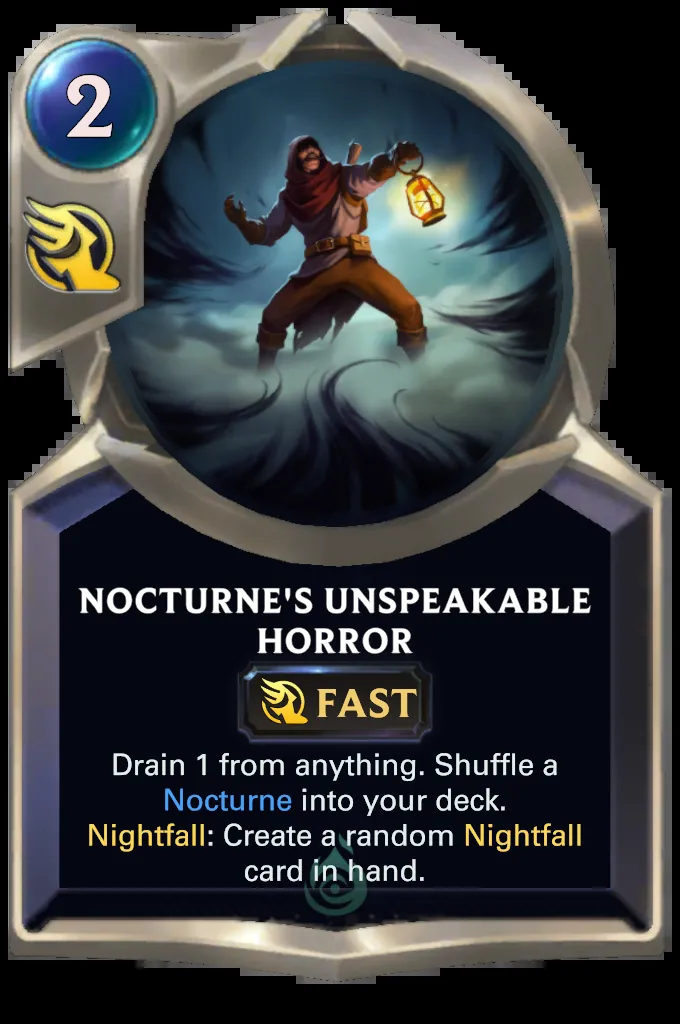 2
NOCTURNE'S UNSPEAKABLE
HORROR
FAST
Drain 1 from anything. Shuffle a
Nocturne into your deck.
Nightfall: Create a random Nightfall
card in hand.